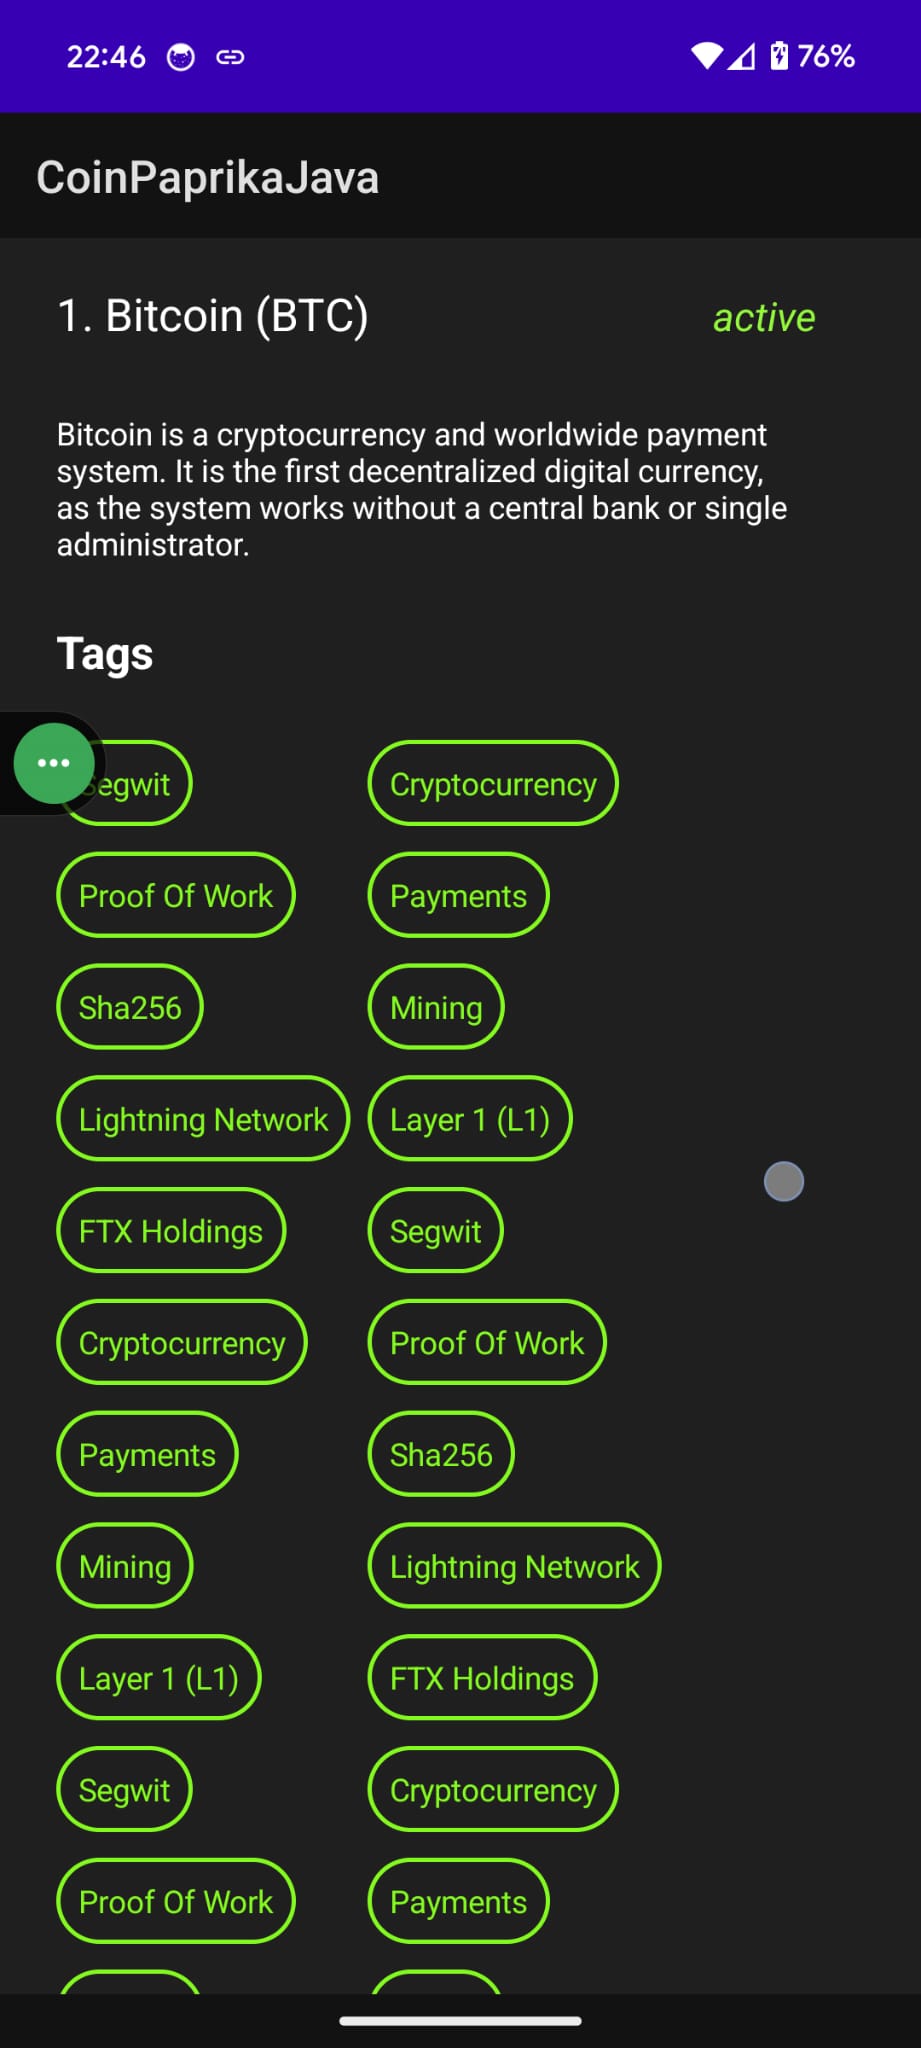 22:46 76%
CoinPaprikaJava
1. Bitcoin (BTC) active
Bitcoin is a cryptocurrency and worldwide payment
system. It is the first decentralized digital currency,
as the system works without a central bank or single
administrator.
Tags
Segwit Cryptocurrency
Proof Of Work Payments
Sha256 Mining
Lightning Network Layer 1 (L1)
FTX Holdings Segwit
Cryptocurrency Proof Of Work
Payments Sha256
Mining Lightning Network
Layer 1 (L1) FTX Holdings
Segwit Cryptocurrency
Proof Of Work Payments